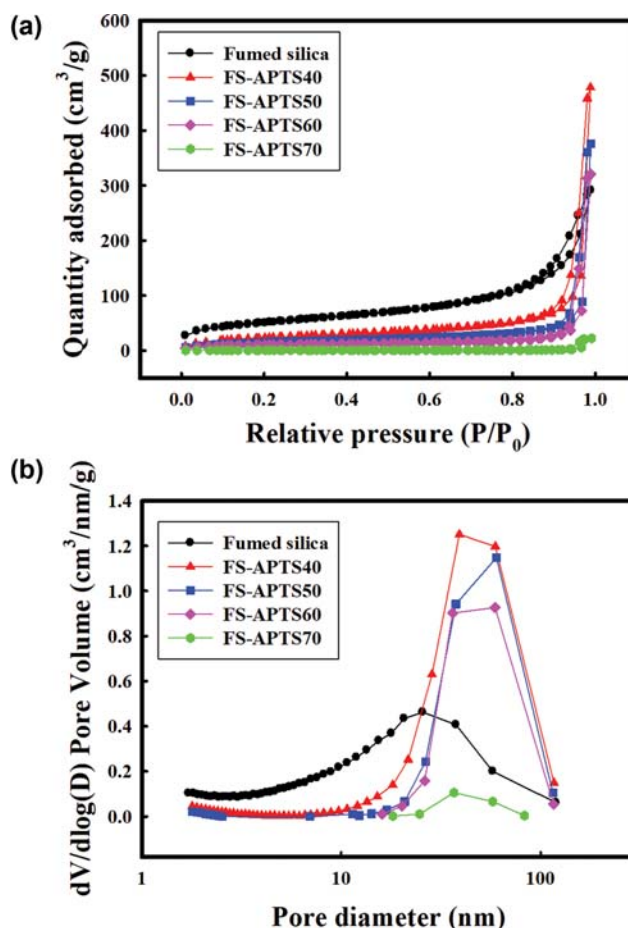 (a)
600
500
400
300
200
100
0
Quantity adsorbed (cm³/g)
Fumed silica
FS-APTS40
FS-APTS50
FS-APTS60
FS-APTS70
0.0 0.2 0.4 0.6 0.8 1.0
Relative pressure (P/P₀)
(b)
1.4
1.2
1.0
0.8
0.6
0.4
0.2
0.0
dV/dlog(D) Pore Volume (cm³/nm/g)
Fumed silica
FS-APTS40
FS-APTS50
FS-APTS60
FS-APTS70
1 10 100
Pore diameter (nm)